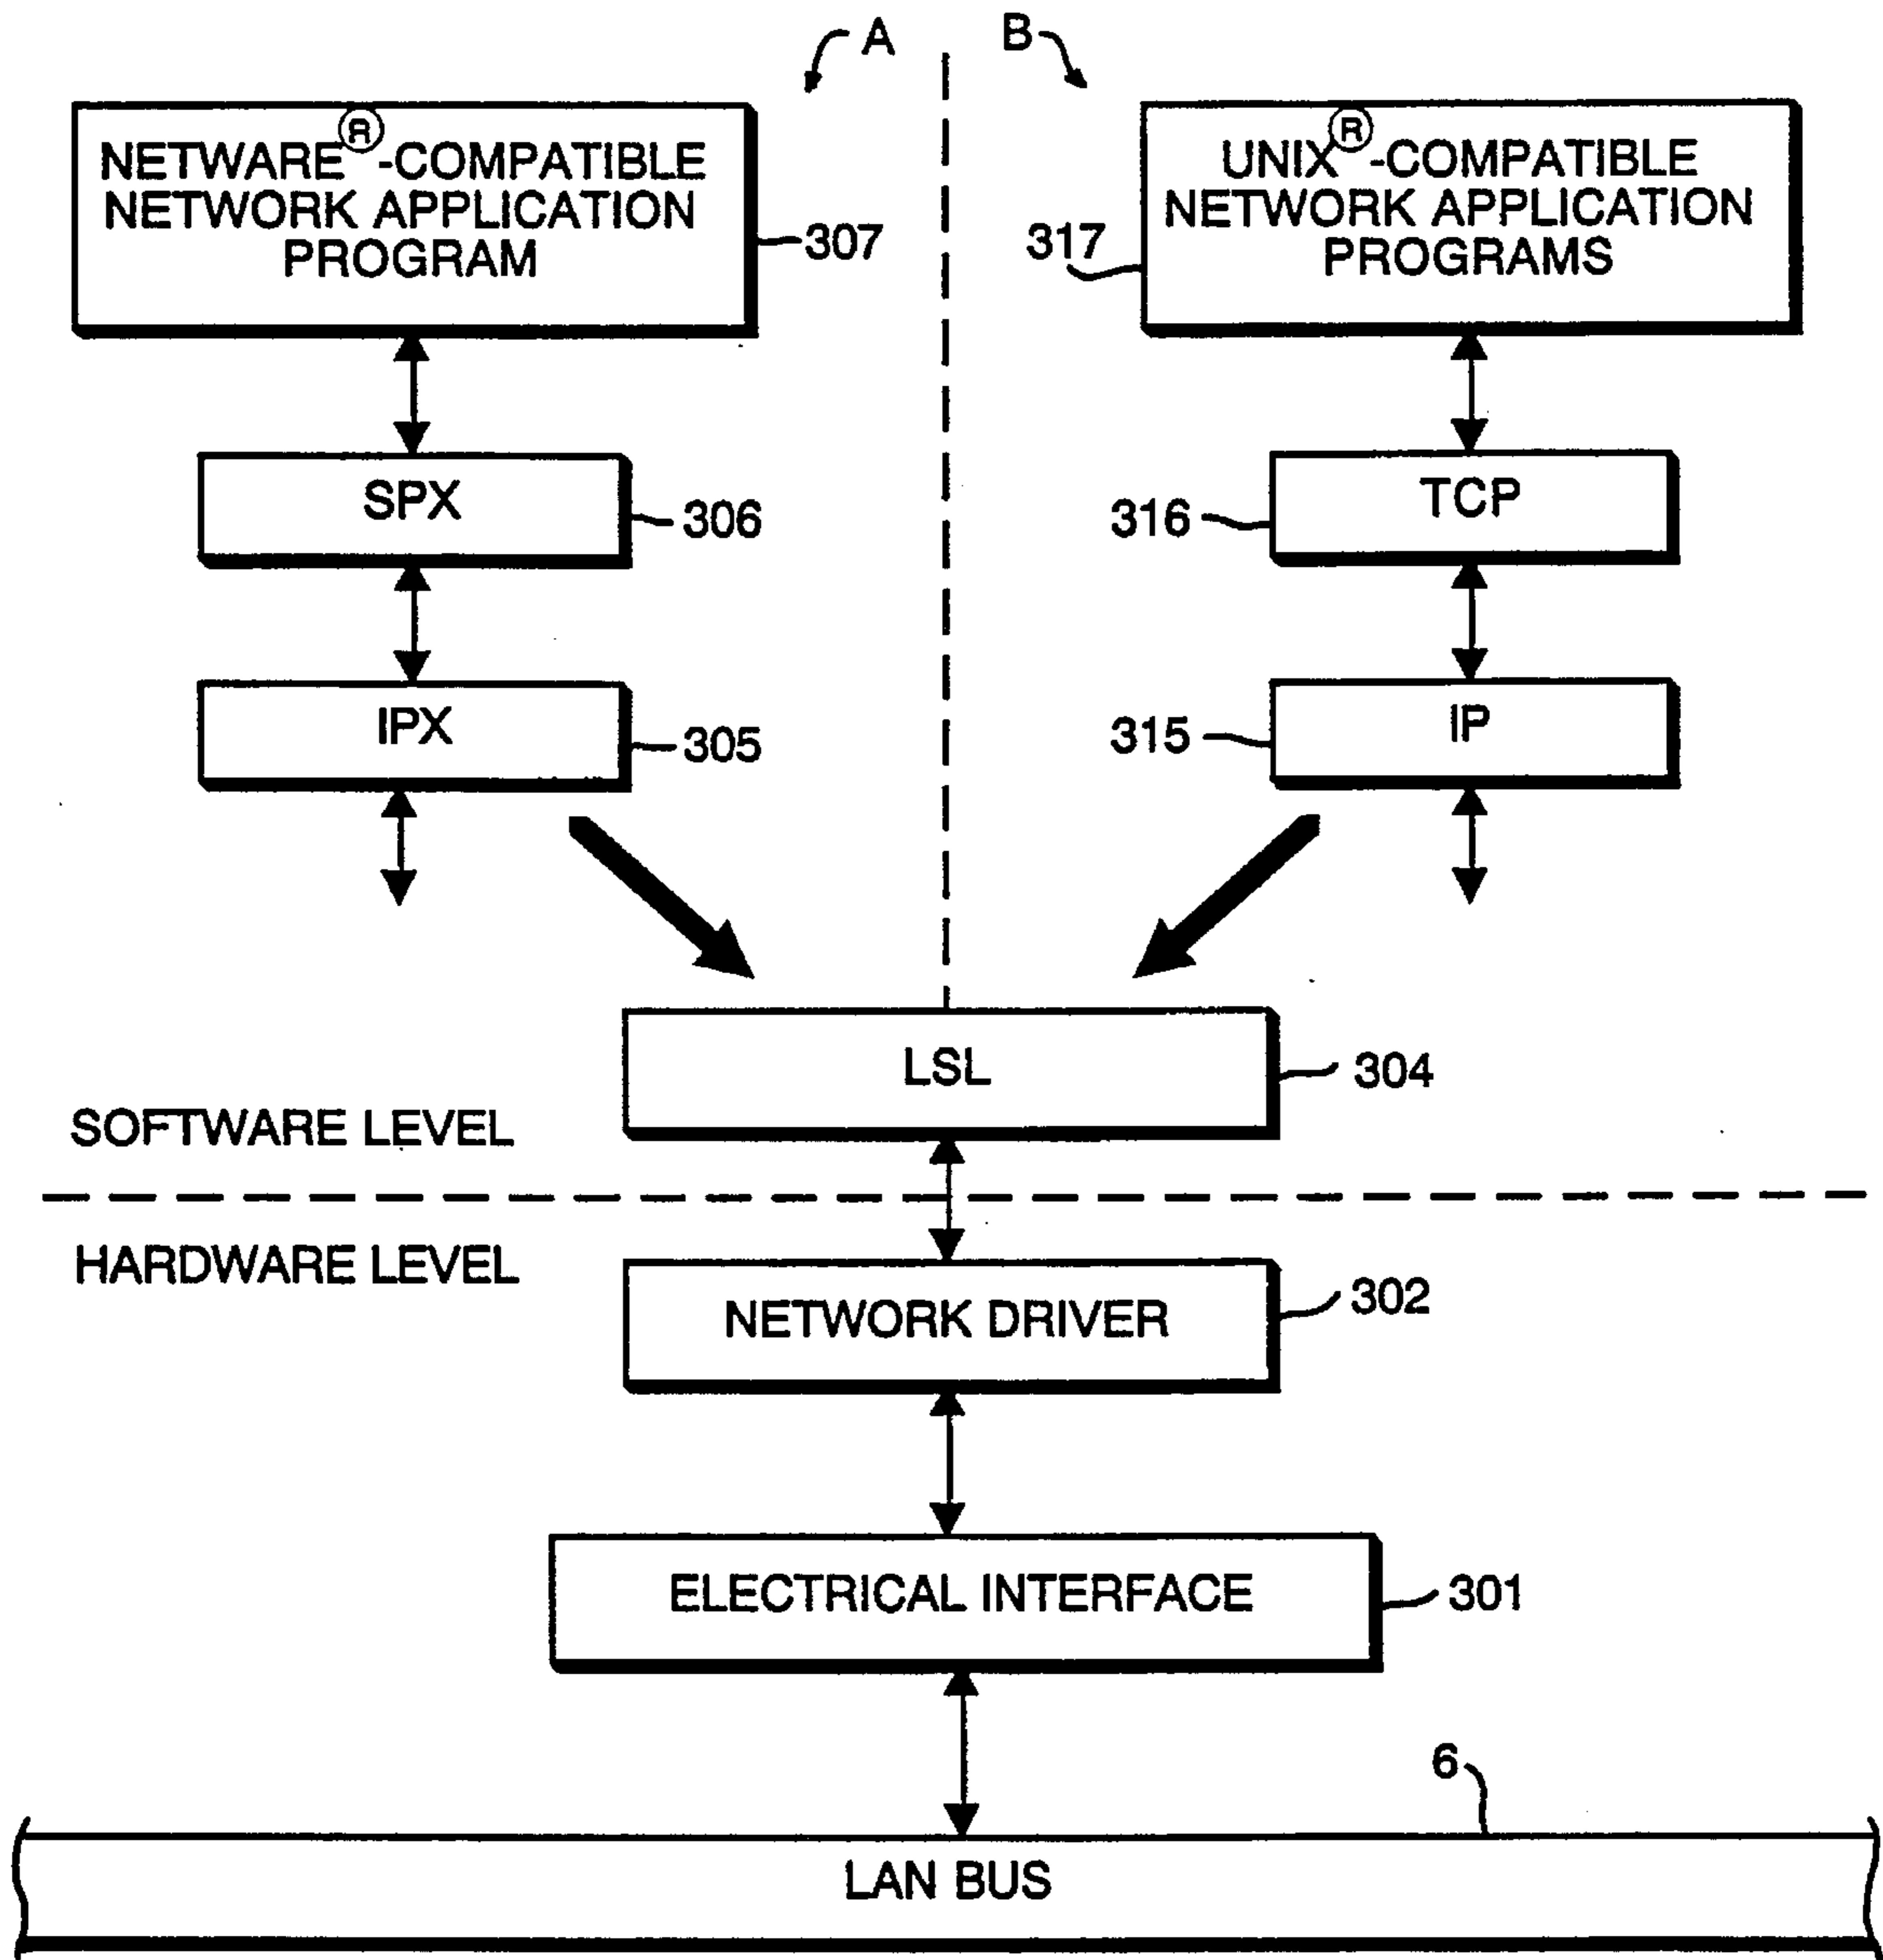 A
B
NETWARE®-COMPATIBLE
NETWORK APPLICATION
PROGRAM
307
UNIX®-COMPATIBLE
NETWORK APPLICATION
PROGRAMS
317
SPX
306
TCP
316
IPX
305
IP
315
LSL
304
SOFTWARE LEVEL
HARDWARE LEVEL
NETWORK DRIVER
302
ELECTRICAL INTERFACE
301
6
LAN BUS